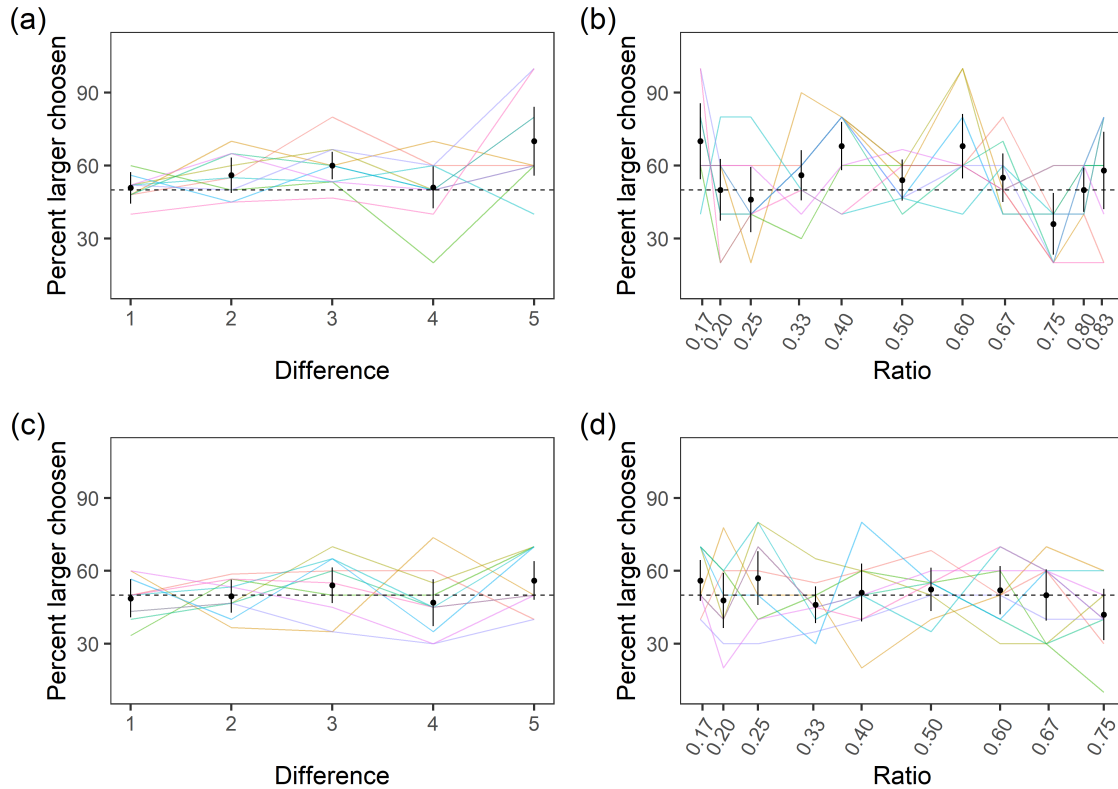 (a)
Percent larger choosen
90
60
30
1 2 3 4 5
Difference
(b)
Percent larger choosen
90
60
30
0.17 0.20 0.25 0.33 0.40 0.50 0.60 0.67 0.75 0.80 0.83
Ratio
(c)
Percent larger choosen
90
60
30
1 2 3 4 5
Difference
(d)
Percent larger choosen
90
60
30
0.17 0.20 0.25 0.33 0.40 0.50 0.60 0.67 0.75
Ratio